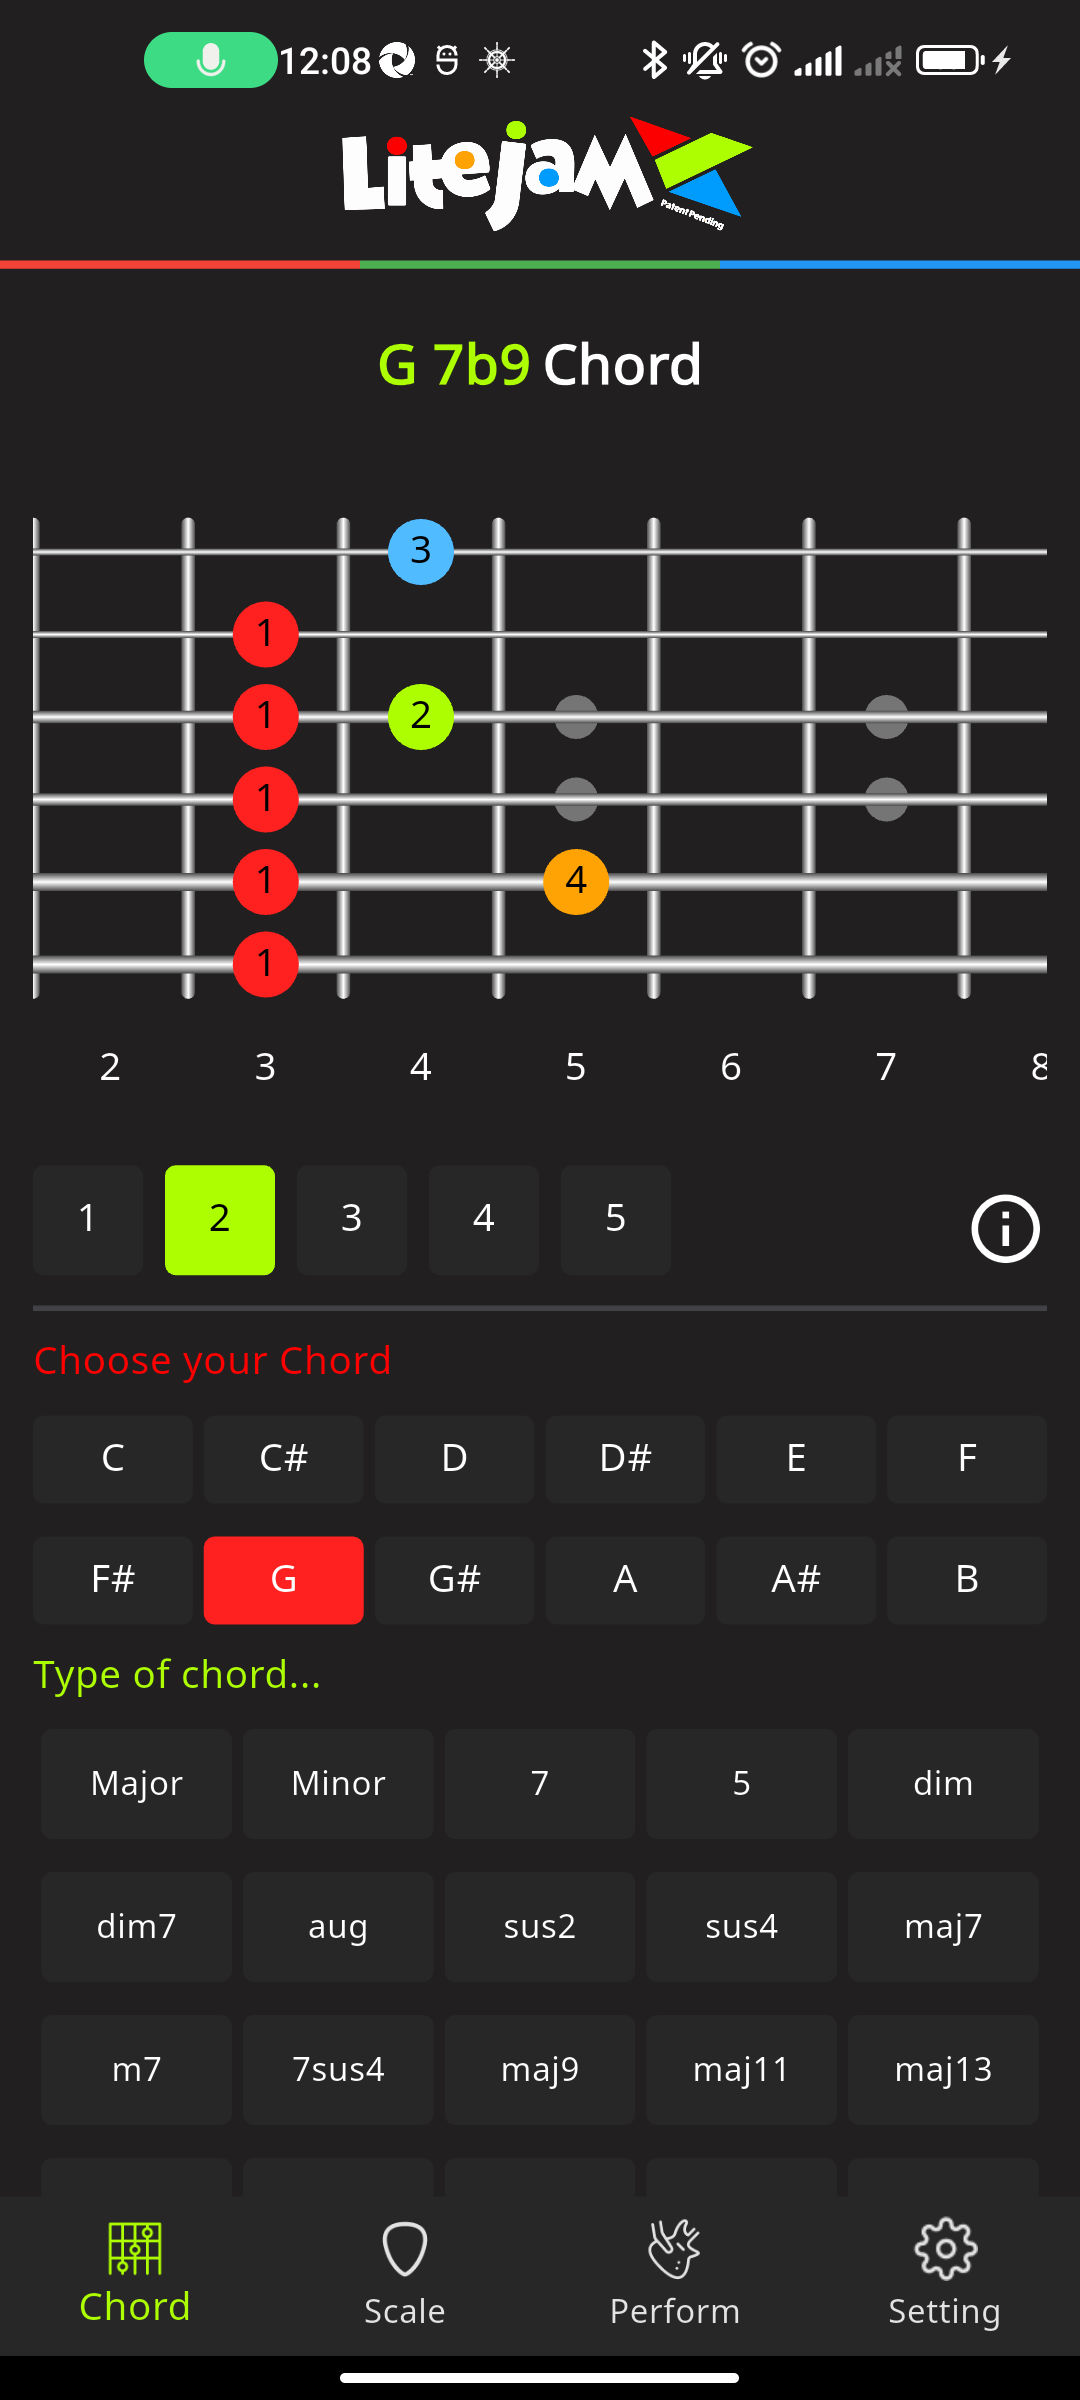 12:08
LitejaM
Patent Pending
G 7b9 Chord
3
1
1 2
1
1 4
1
2 3 4 5 6 7 8
1 2 3 4 5
Choose your Chord
C C# D D# E F
F# G G# A A# B
Type of chord...
Major Minor 7 5 dim
dim7 aug sus2 sus4 maj7
m7 7sus4 maj9 maj11 maj13
Chord Scale Perform Setting